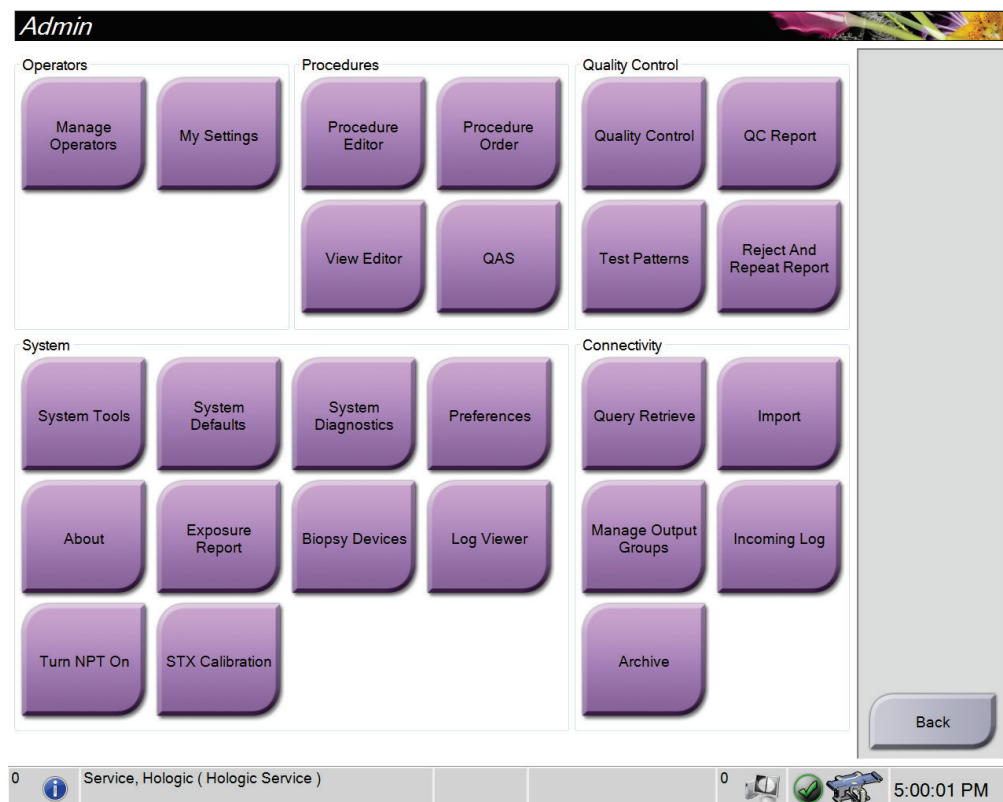 Admin
Operators
Manage
Operators
My Settings
Procedures
Procedure
Editor
Procedure
Order
View Editor
QAS
Quality Control
Quality Control
QC Report
Test Patterns
Reject And
Repeat Report
System
System Tools
System
Defaults
System
Diagnostics
Preferences
About
Exposure
Report
Biopsy Devices
Log Viewer
Turn NPT On
STX Calibration
Connectivity
Query Retrieve
Import
Manage Output
Groups
Incoming Log
Archive
Back
0
Service, Hologic ( Hologic Service )
0
5:00:01 PM